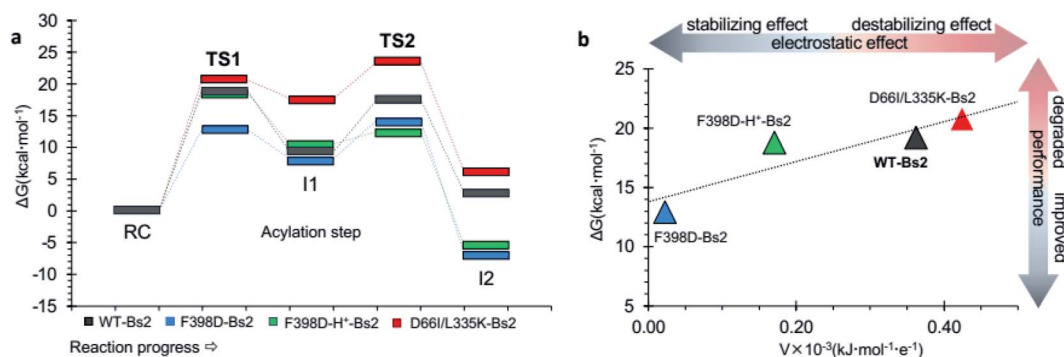 a
ΔG(kcal·mol⁻¹)
30
25
20
15
10
5
0
-5
-10
-15
TS1
TS2
RC
I1
I2
Acylation step
WT-Bs2 F398D-Bs2 F398D-H⁺-Bs2 D66I/L335K-Bs2
Reaction progress ⇨
b
stabilizing effect destabilizing effect
electrostatic effect
ΔG(kcal·mol⁻¹)
25
20
15
10
5
D66I/L335K-Bs2
F398D-H⁺-Bs2
WT-Bs2
F398D-Bs2
0.00 0.20 0.40
V×10⁻³(kJ·mol⁻¹·e⁻¹)
degraded improved
performance